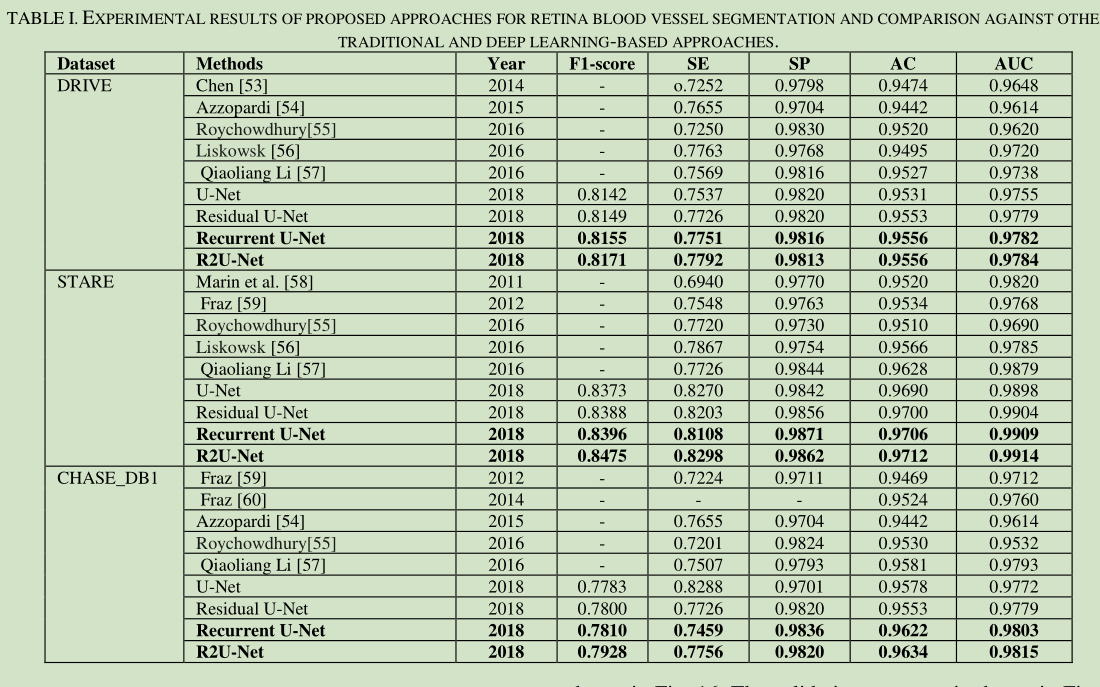 TABLE I. EXPERIMENTAL RESULTS OF PROPOSED APPROACHES FOR RETINA BLOOD VESSEL SEGMENTATION AND COMPARISON AGAINST OTHE
TRADITIONAL AND DEEP LEARNING-BASED APPROACHES.
Dataset Methods Year F1-score SE SP AC AUC
DRIVE Chen [53] 2014 - o.7252 0.9798 0.9474 0.9648
Azzopardi [54] 2015 - 0.7655 0.9704 0.9442 0.9614
Roychowdhury[55] 2016 - 0.7250 0.9830 0.9520 0.9620
Liskowsk [56] 2016 - 0.7763 0.9768 0.9495 0.9720
Qiaoliang Li [57] 2016 - 0.7569 0.9816 0.9527 0.9738
U-Net 2018 0.8142 0.7537 0.9820 0.9531 0.9755
Residual U-Net 2018 0.8149 0.7726 0.9820 0.9553 0.9779
Recurrent U-Net 2018 0.8155 0.7751 0.9816 0.9556 0.9782
R2U-Net 2018 0.8171 0.7792 0.9813 0.9556 0.9784
STARE Marin et al. [58] 2011 - 0.6940 0.9770 0.9520 0.9820
Fraz [59] 2012 - 0.7548 0.9763 0.9534 0.9768
Roychowdhury[55] 2016 - 0.7720 0.9730 0.9510 0.9690
Liskowsk [56] 2016 - 0.7867 0.9754 0.9566 0.9785
Qiaoliang Li [57] 2016 - 0.7726 0.9844 0.9628 0.9879
U-Net 2018 0.8373 0.8270 0.9842 0.9690 0.9898
Residual U-Net 2018 0.8388 0.8203 0.9856 0.9700 0.9904
Recurrent U-Net 2018 0.8396 0.8108 0.9871 0.9706 0.9909
R2U-Net 2018 0.8475 0.8298 0.9862 0.9712 0.9914
CHASE_DB1 Fraz [59] 2012 - 0.7224 0.9711 0.9469 0.9712
Fraz [60] 2014 - - - 0.9524 0.9760
Azzopardi [54] 2015 - 0.7655 0.9704 0.9442 0.9614
Roychowdhury[55] 2016 - 0.7201 0.9824 0.9530 0.9532
Qiaoliang Li [57] 2016 - 0.7507 0.9793 0.9581 0.9793
U-Net 2018 0.7783 0.8288 0.9701 0.9578 0.9772
Residual U-Net 2018 0.7800 0.7726 0.9820 0.9553 0.9779
Recurrent U-Net 2018 0.7810 0.7459 0.9836 0.9622 0.9803
R2U-Net 2018 0.7928 0.7756 0.9820 0.9634 0.9815